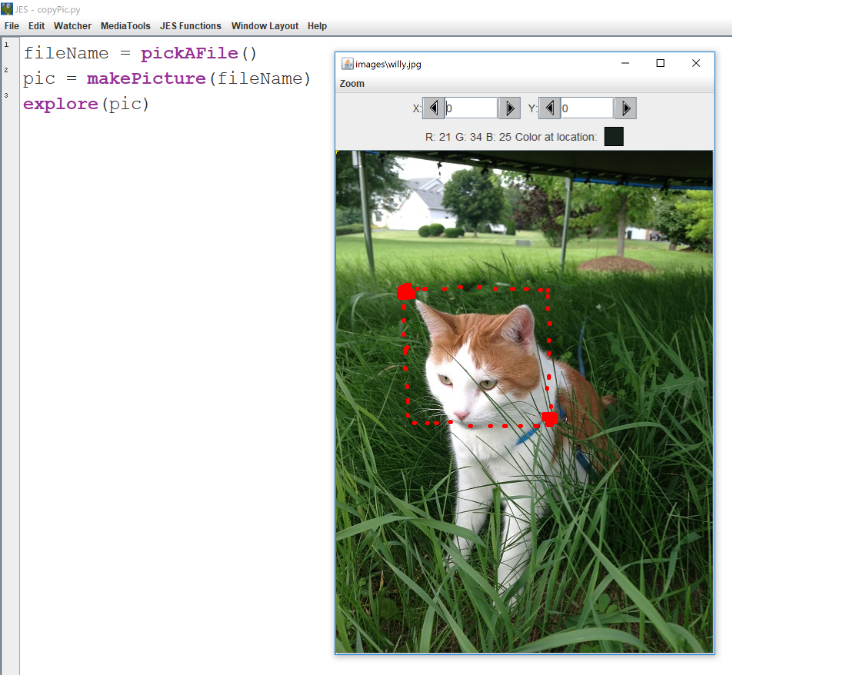 JES - copyPic.py
File Edit Watcher MediaTools JES Functions Window Layout Help
1 fileName = pickAFile()
2 pic = makePicture(fileName)
3 explore(pic)
images\willy.jpg
Zoom
X: 0 Y: 0
R: 21 G: 34 B: 25 Color at location: